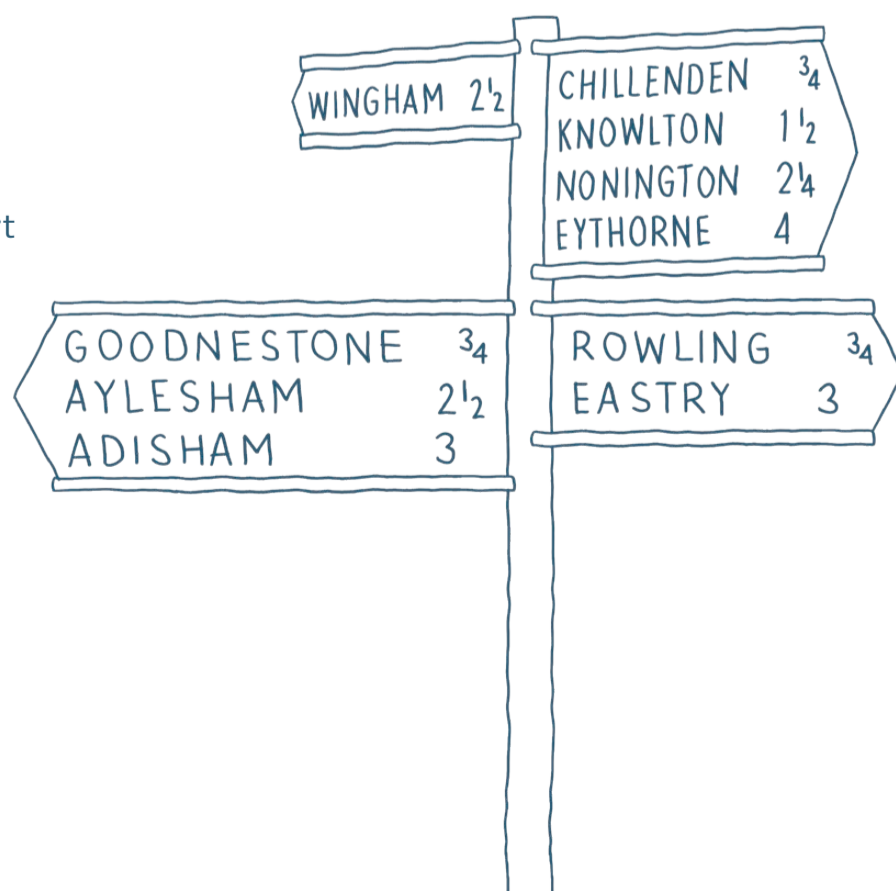 WINGHAM 2½
CHILLENDEN ¾
KNOWLTON 1½
NONINGTON 2¼
EYTHORNE 4
GOODNESTONE ¾
AYLESHAM 2½
ADISHAM 3
ROWLING ¾
EASTRY 3